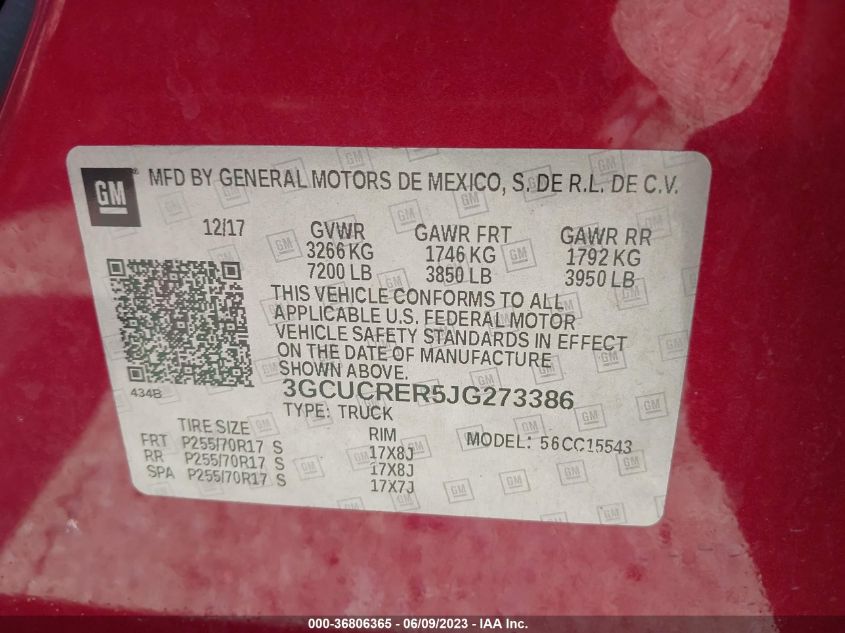 GM
MFD BY GENERAL MOTORS DE MEXICO, S. DE R.L. DE C.V.
12/17 GVWR GAWR FRT GAWR RR
3266 KG 1746 KG 1792 KG
7200 LB 3850 LB 3950 LB
THIS VEHICLE CONFORMS TO ALL
APPLICABLE U.S. FEDERAL MOTOR
VEHICLE SAFETY STANDARDS IN EFFECT
ON THE DATE OF MANUFACTURE
SHOWN ABOVE.
434B
3GCUCRER5JG273386
TYPE: TRUCK
TIRE SIZE RIM MODEL: 56CC15543
FRT P255/70R17 S 17X8J
RR P255/70R17 S 17X8J
SPA P255/70R17 S 17X7J
000-36806365 - 06/09/2023 - IAA Inc.